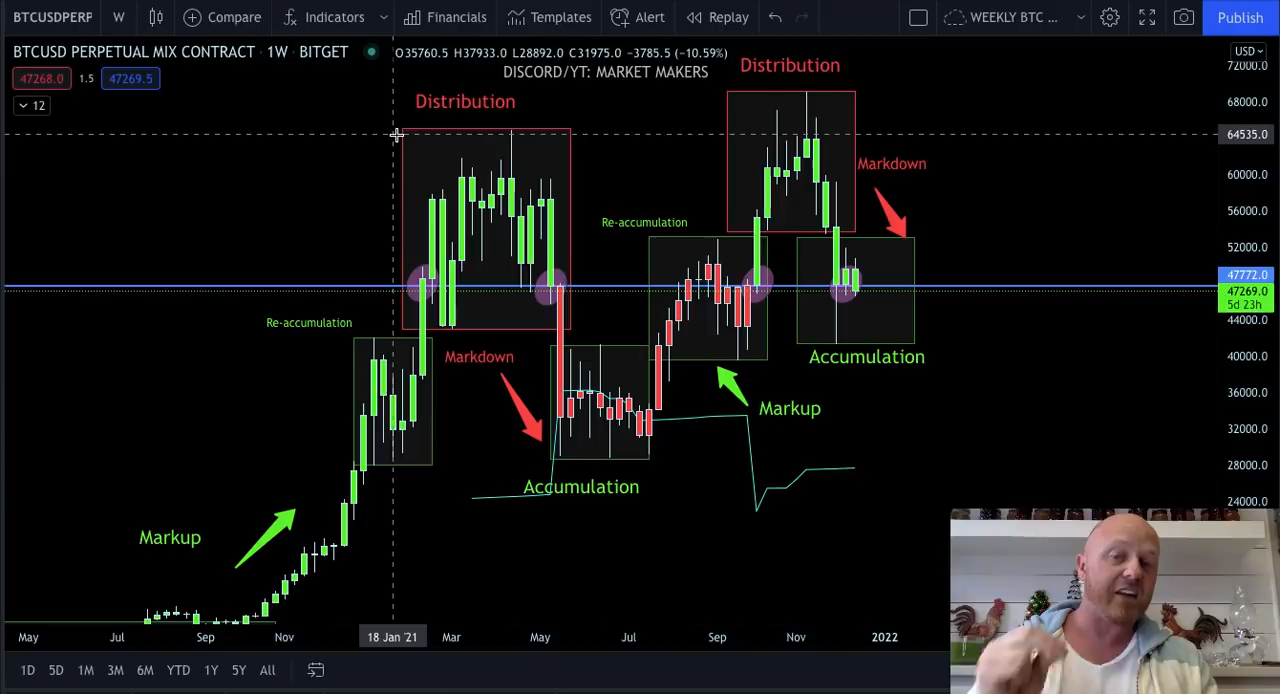 BTCUSDPERP W Compare Indicators Financials Templates Alert Replay WEEKLY BTC ... Publish
BTCUSD PERPETUAL MIX CONTRACT · 1W · BITGET O35760.5 H37933.0 L28892.0 C31975.0 −3785.5 (−10.59%) USD
47268.0 1.5 47269.5
DISCORD/YT: MARKET MAKERS
12
Distribution
Distribution
Markdown
Re-accumulation
Re-accumulation
Markdown
Accumulation
Markup
Accumulation
Markup
72000.0
68000.0
64535.0
60000.0
56000.0
52000.0
47772.0
47269.0
5d 23h
44000.0
40000.0
36000.0
32000.0
28000.0
24000.0
May Jul Sep Nov 18 Jan '21 Mar May Jul Sep Nov 2022
1D 5D 1M 3M 6M YTD 1Y 5Y All